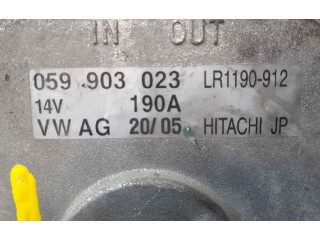 IN OUT
059 903 023 LR1190-912
14V 190A
VW AG 20/05 HITACHI JP